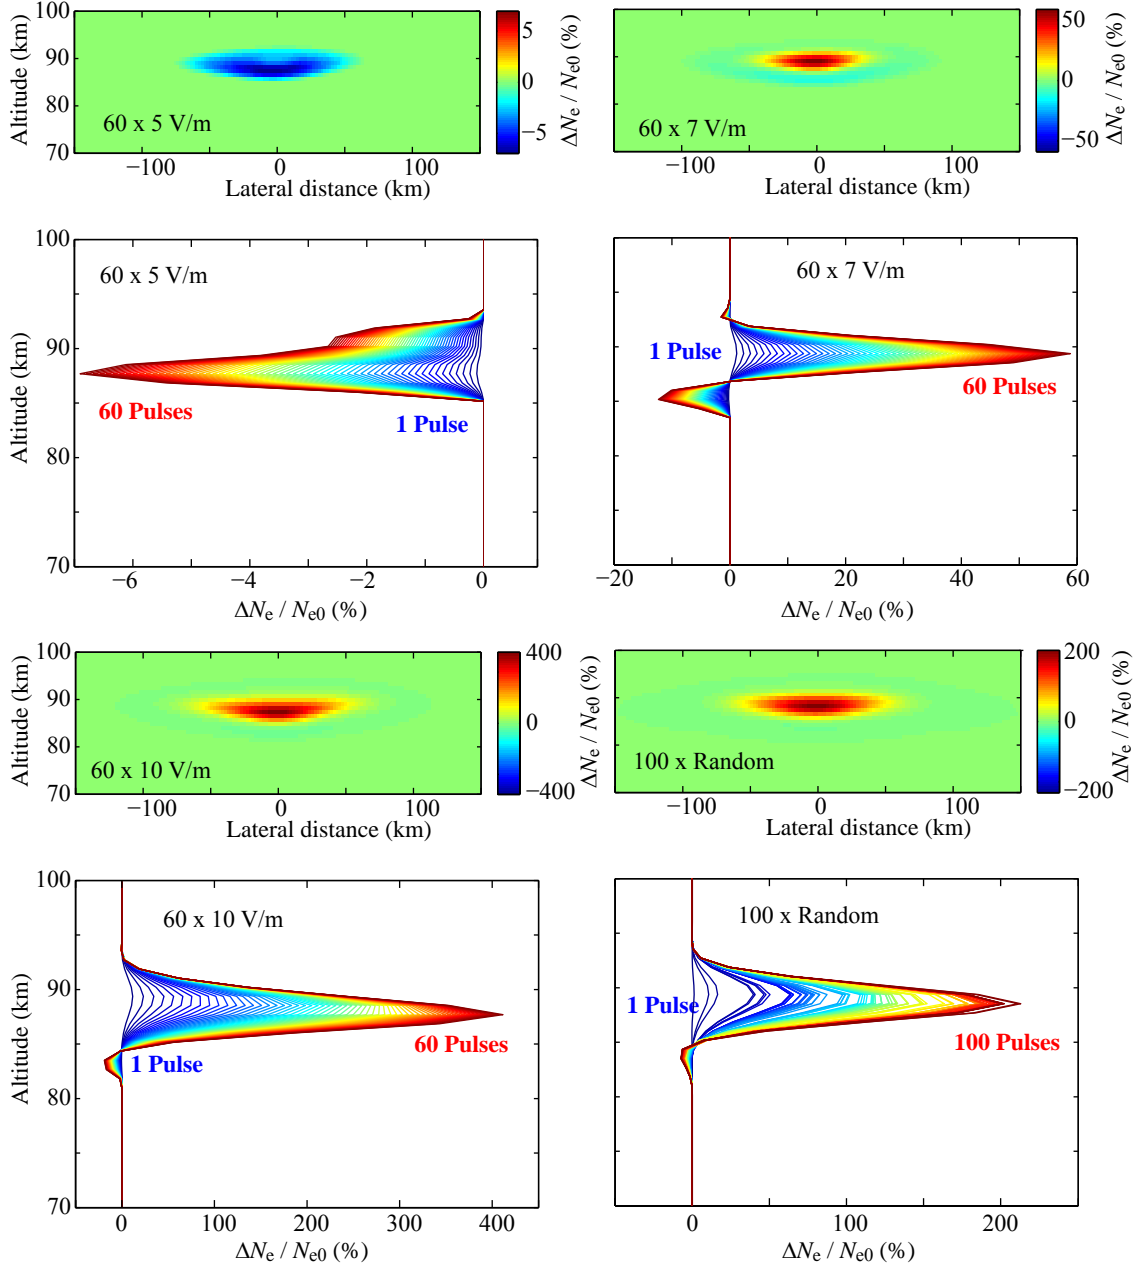 100
90
80
70
Altitude (km)
60 x 5 V/m
−100
0
100
Lateral distance (km)
5
0
−5
ΔNe / Ne0 (%)
60 x 7 V/m
−100
0
100
Lateral distance (km)
50
0
−50
ΔNe / Ne0 (%)
100
90
80
70
Altitude (km)
60 x 5 V/m
60 Pulses
1 Pulse
−6
−4
−2
0
ΔNe / Ne0 (%)
60 x 7 V/m
1 Pulse
60 Pulses
−20
0
20
40
60
ΔNe / Ne0 (%)
100
90
80
70
Altitude (km)
60 x 10 V/m
−100
0
100
Lateral distance (km)
400
0
−400
ΔNe / Ne0 (%)
100 x Random
−100
0
100
Lateral distance (km)
200
0
−200
ΔNe / Ne0 (%)
100
90
80
70
Altitude (km)
60 x 10 V/m
1 Pulse
60 Pulses
0
100
200
300
400
ΔNe / Ne0 (%)
100 x Random
1 Pulse
100 Pulses
0
100
200
ΔNe / Ne0 (%)